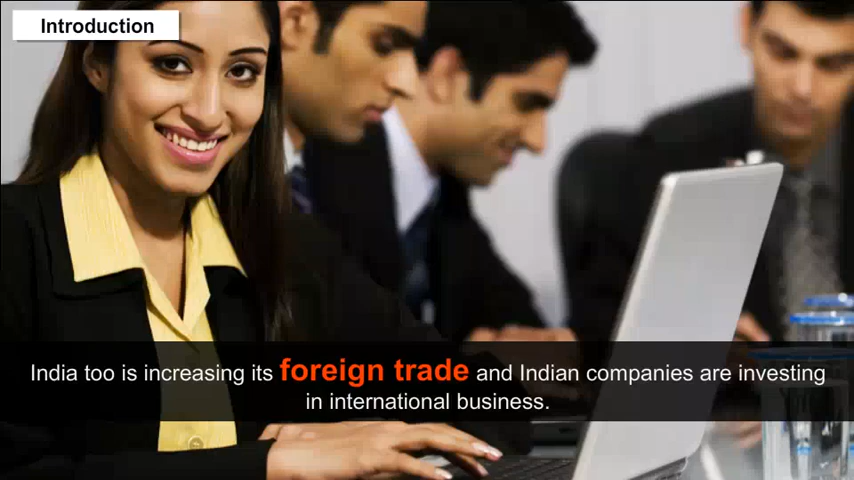 Introduction
India too is increasing its foreign trade and Indian companies are investing
in international business.